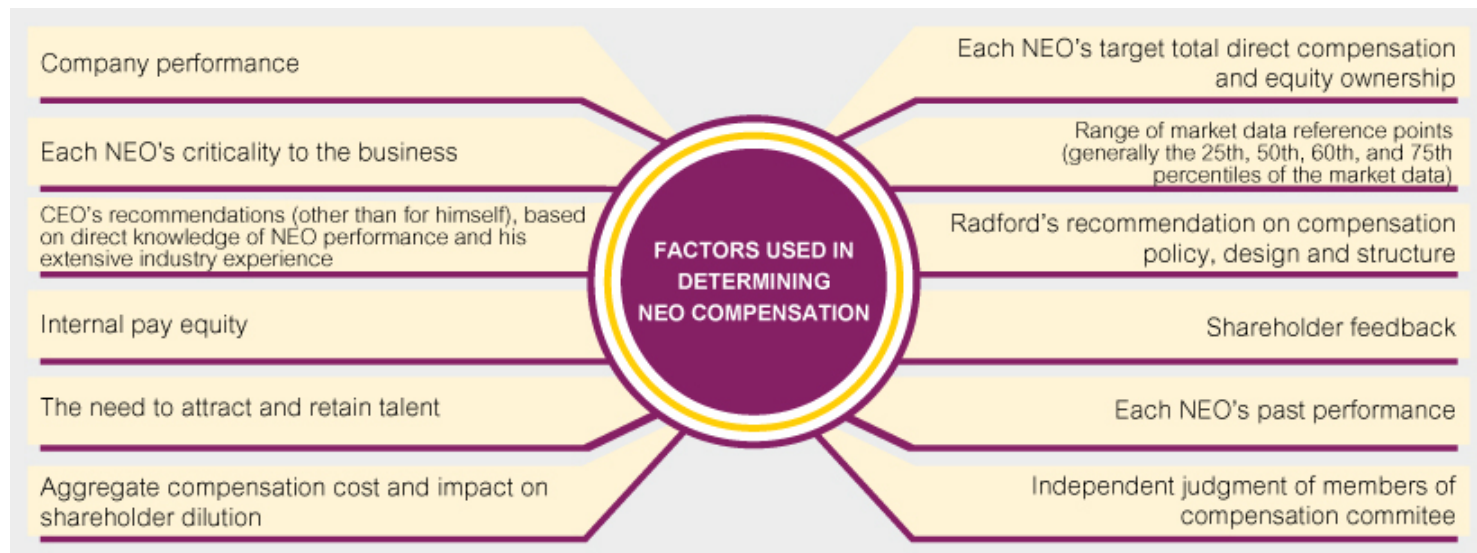 Company performance
Each NEO's criticality to the business
CEO's recommendations (other than for himself), based
on direct knowledge of NEO performance and his
extensive industry experience
Internal pay equity
The need to attract and retain talent
Aggregate compensation cost and impact on
shareholder dilution
FACTORS USED IN
DETERMINING
NEO COMPENSATION
Each NEO's target total direct compensation
and equity ownership
Range of market data reference points
(generally the 25th, 50th, 60th, and 75th
percentiles of the market data)
Radford's recommendation on compensation
policy, design and structure
Shareholder feedback
Each NEO's past performance
Independent judgment of members of
compensation commitee